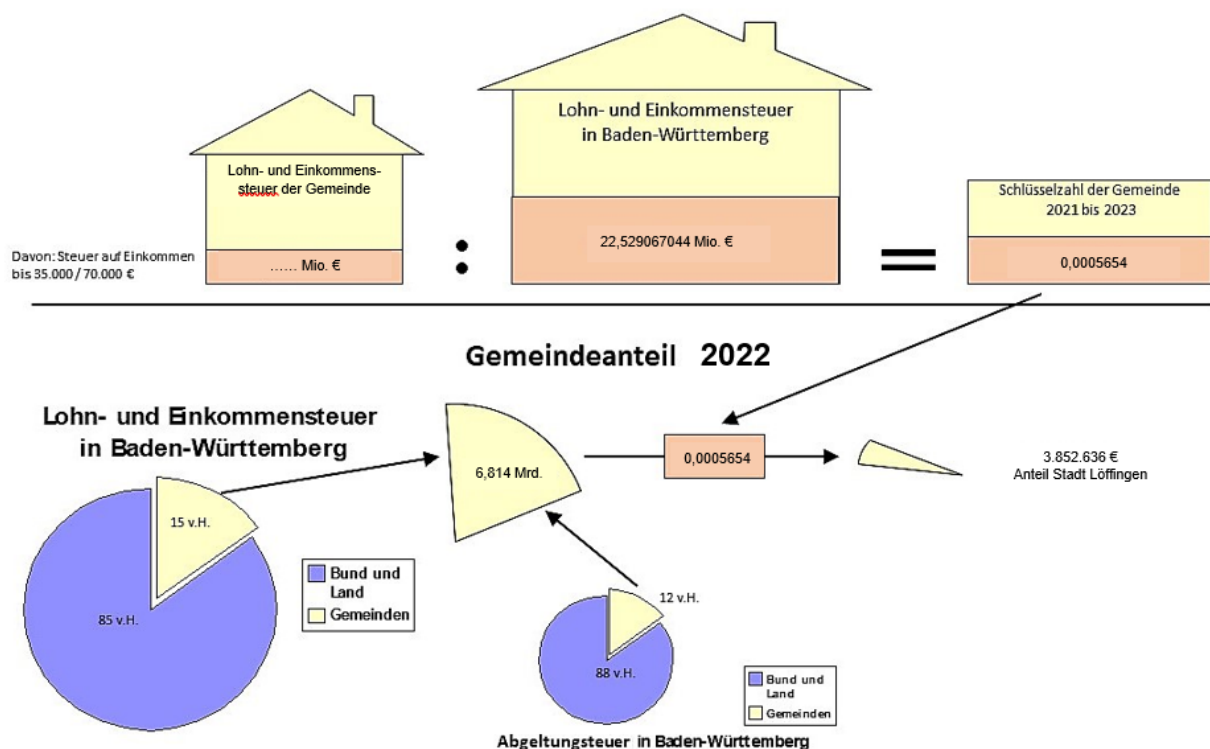 Lohn- und Einkommens-
steuer der Gemeinde
Lohn- und Einkommensteuer
in Baden-Württemberg
Schlüsselzahl der Gemeinde
2021 bis 2023
Davon: Steuer auf Einkommen
bis 35.000 / 70.000 €
...... Mio. €
:
22,529067044 Mio. €
=
0,0005654
Gemeindeanteil 2022
Lohn- und Einkommensteuer
in Baden-Württemberg
6,814 Mrd.
0,0005654
3.852.636 €
Anteil Stadt Löffingen
15 v.H.
85 v.H.
Bund und
Land
Gemeinden
12 v.H.
88 v.H.
Bund und
Land
Gemeinden
Abgeltungsteuer in Baden-Württemberg